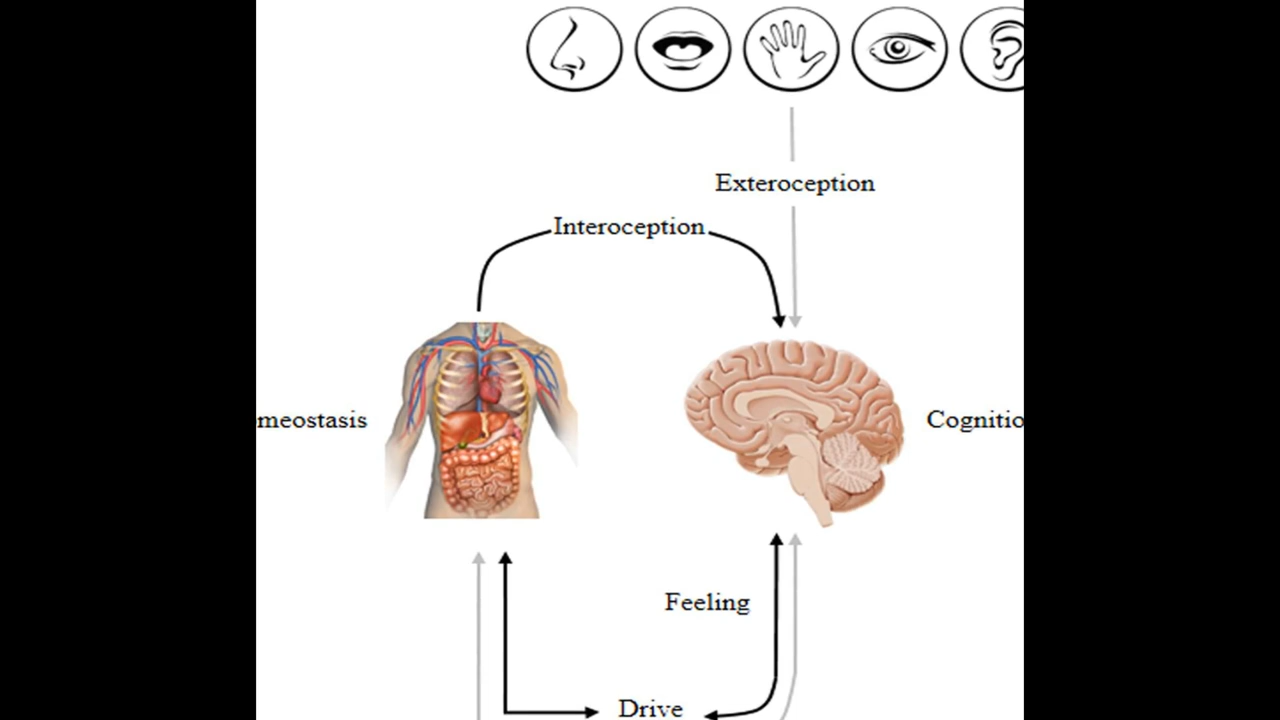 Exteroception
Interoception
meostasis
Cognitio
Feeling
Drive